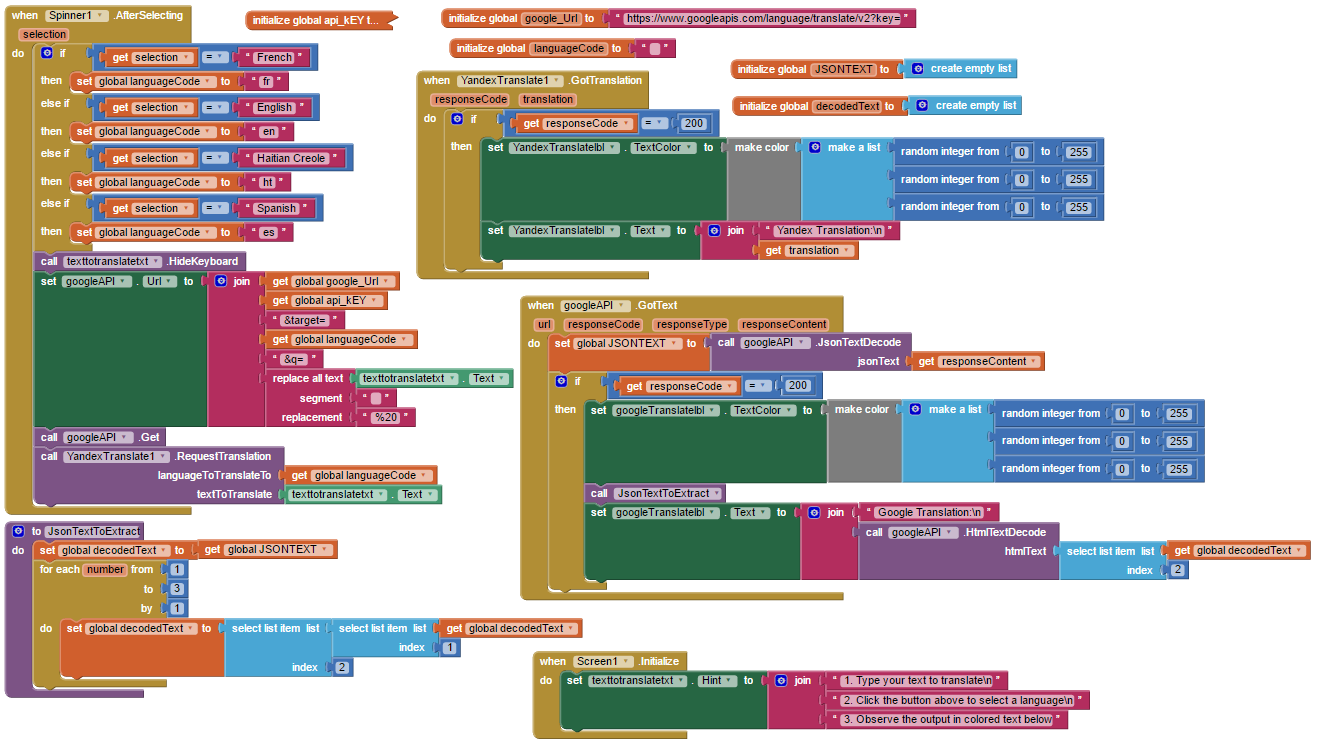 when Spinner1 .AfterSelecting
selection
do if get selection = " French "
then set global languageCode to " fr "
else if get selection = " English "
then set global languageCode to " en "
else if get selection = " Haitian Creole "
then set global languageCode to " ht "
else if get selection = " Spanish "
then set global languageCode to " es "
call texttotranslatetxt .HideKeyboard
set googleAPI . Url to join get global google_Url
get global api_kEY
" &target= "
get global languageCode
" &q= "
replace all text texttotranslatetxt . Text
segment " "
replacement " %20 "
call googleAPI .Get
call YandexTranslate1 .RequestTranslation
languageToTranslateTo get global languageCode
textToTranslate texttotranslatetxt . Text
to JsonTextToExtract
do set global decodedText to get global JSONTEXT
for each number from 1
to 3
by 1
do set global decodedText to select list item list select list item list get global decodedText
index 1
index 2
initialize global api_kEY t...
initialize global google_Url to " https://www.googleapis.com/language/translate/v2?key= "
initialize global languageCode to " "
initialize global JSONTEXT to create empty list
initialize global decodedText to create empty list
when YandexTranslate1 .GotTranslation
responseCode translation
do if get responseCode = 200
then set YandexTranslatelbl . TextColor to make color make a list random integer from 0 to 255
random integer from 0 to 255
random integer from 0 to 255
set YandexTranslatelbl . Text to join " Yandex Translation:\n "
get translation
when googleAPI .GotText
url responseCode responseType responseContent
do set global JSONTEXT to call googleAPI .JsonTextDecode
jsonText get responseContent
if get responseCode = 200
then set googleTranslatelbl . TextColor to make color make a list random integer from 0 to 255
random integer from 0 to 255
random integer from 0 to 255
call JsonTextToExtract
set googleTranslatelbl . Text to join " Google Translation:\n "
call googleAPI .HtmlTextDecode
htmlText select list item list get global decodedText
index 2
when Screen1 .Initialize
do set texttotranslatetxt . Hint to join " 1. Type your text to translate\n "
" 2. Click the button above to select a language\n "
" 3. Observe the output in colored text below "